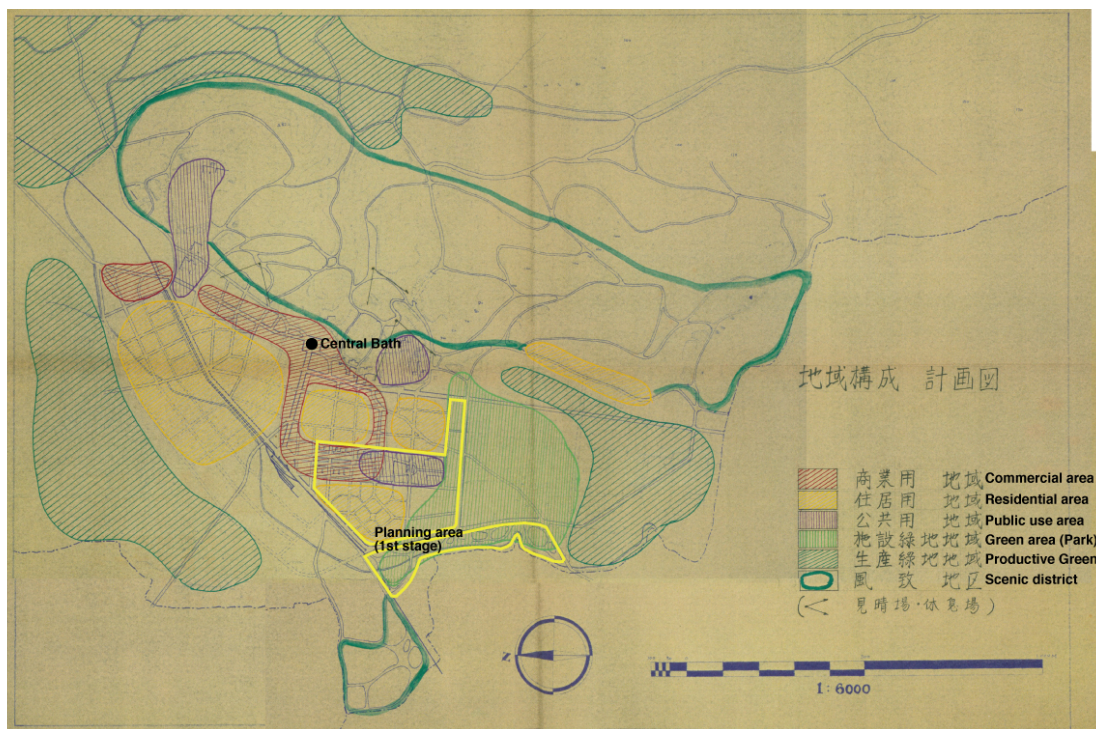 Central Bath
地域構成 計画図
商業用 地域 Commercial area
住居用 地域 Residential area
公共用 地域 Public use area
施設緑地地域 Green area (Park)
生産緑地地域 Productive Green
風致 地区 Scenic district
(< 見晴場・休息場)
Planning area
(1st stage)
N
1:6000